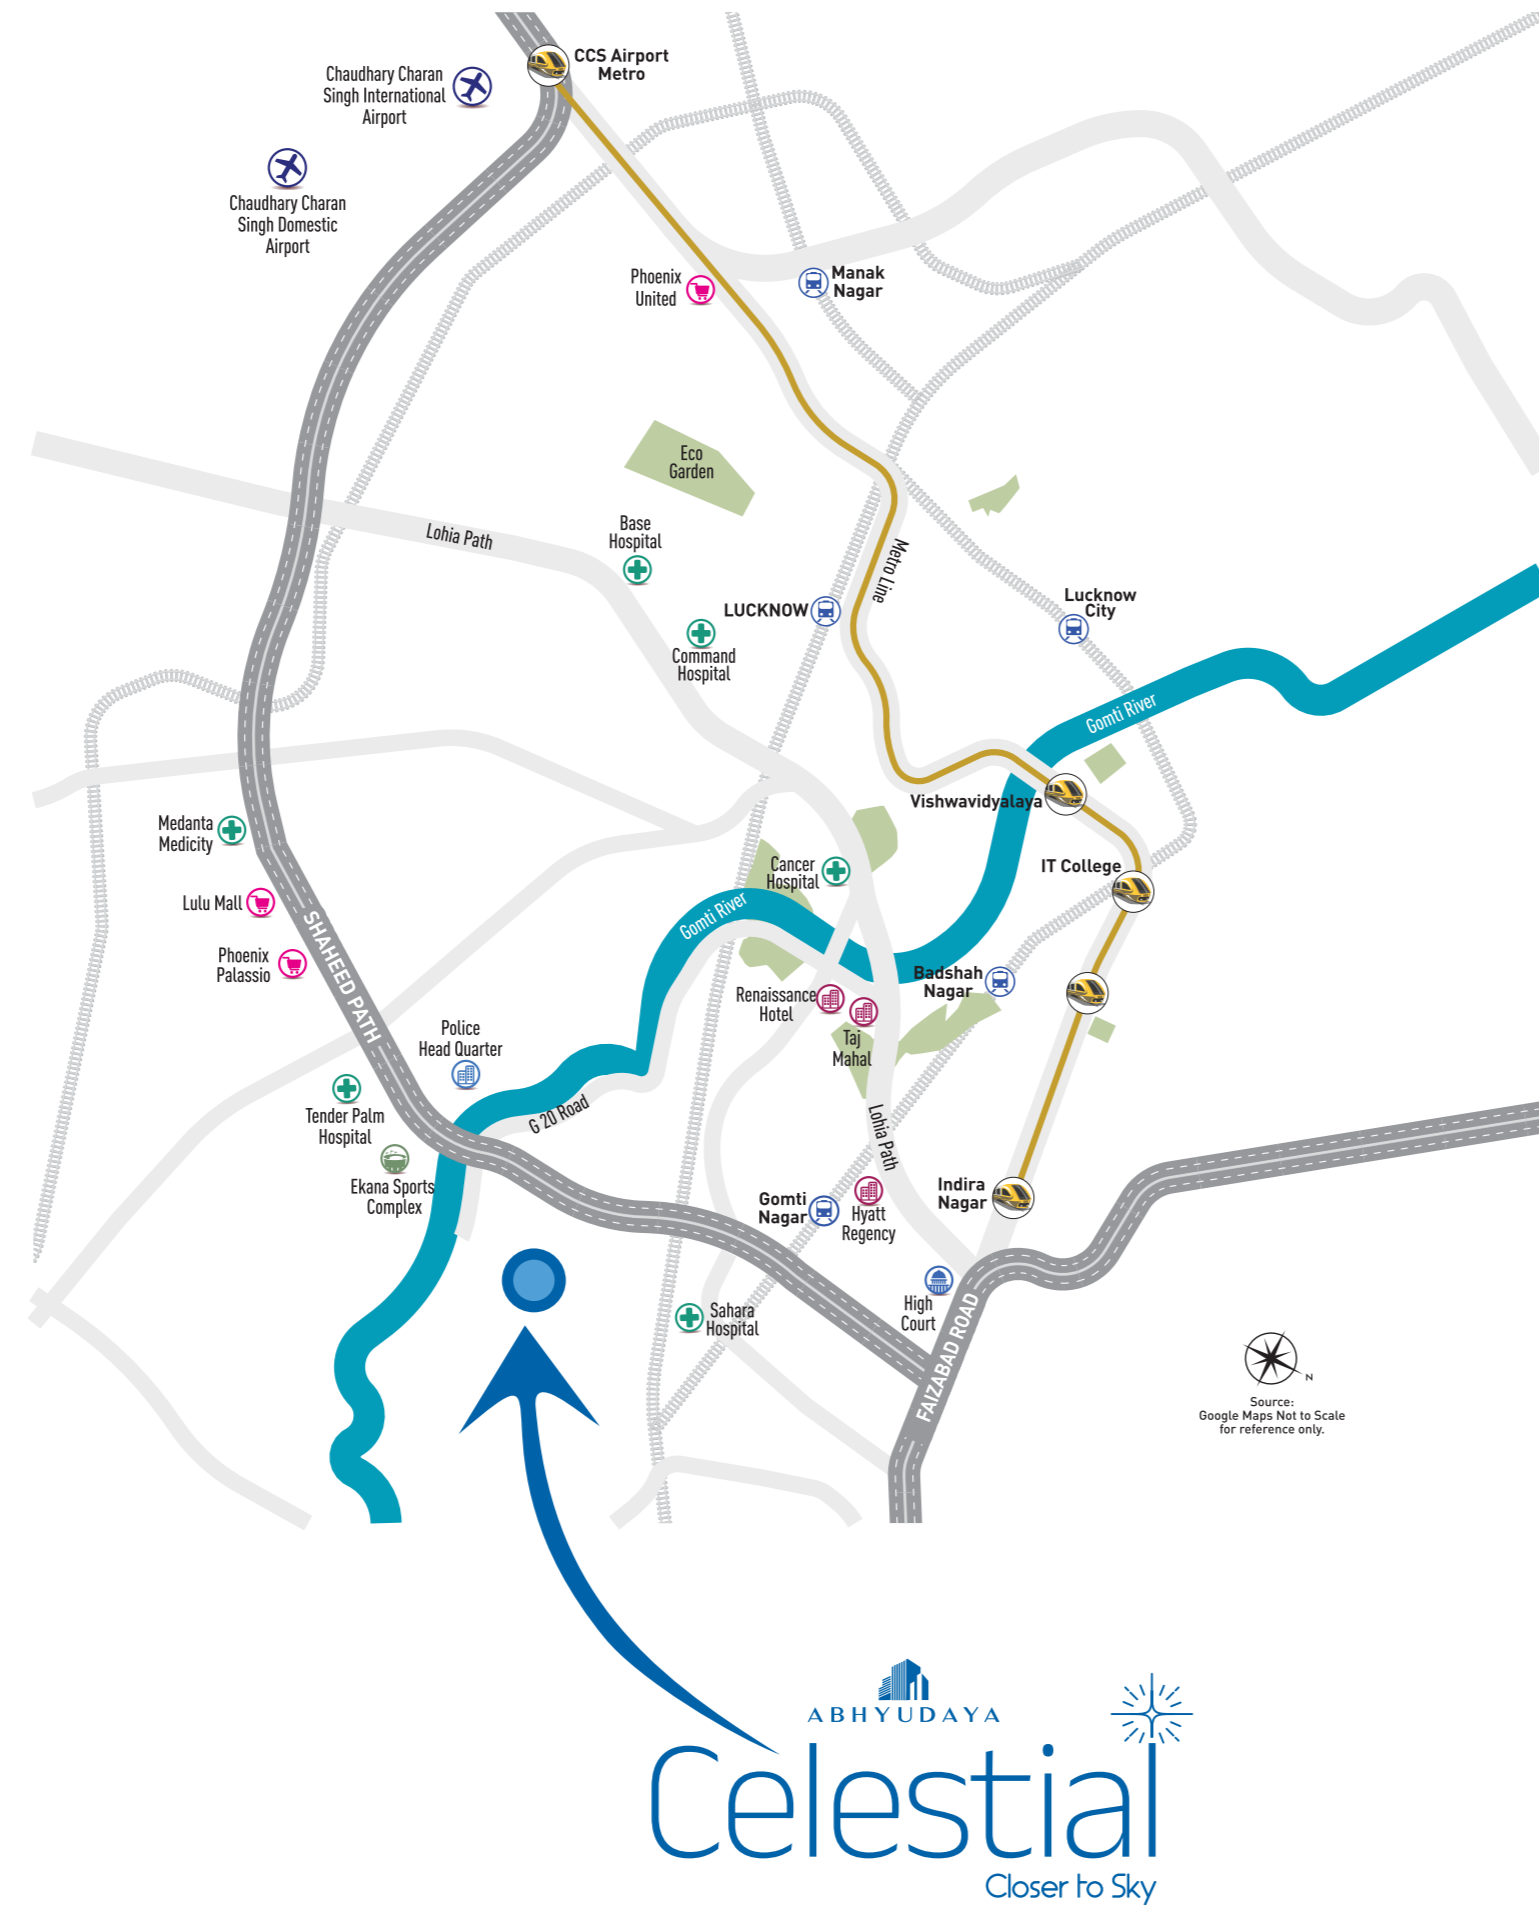 CCS Airport
Metro
Chaudhary Charan
Singh International
Airport
Chaudhary Charan
Singh Domestic
Airport
Phoenix
United
Manak
Nagar
Eco
Garden
Lohia Path
Base
Hospital
Metro Line
LUCKNOW
Lucknow
City
Command
Hospital
Gomti River
Vishwavidyalaya
Medanta
Medicity
Cancer
Hospital
IT College
Lulu Mall
Gomti River
SHAHEED PATH
Phoenix
Palassio
Badshah
Nagar
Renaissance
Hotel
Taj
Mahal
Police
Head Quarter
G 20 Road
Tender Palm
Hospital
Lohia Path
Ekana Sports
Complex
Gomti
Nagar
Hyatt
Regency
Indira
Nagar
High
Court
Sahara
Hospital
FAIZABAD ROAD
N
Source:
Google Maps Not to Scale
for reference only.
ABHYUDAYA
Celestial
Closer to Sky